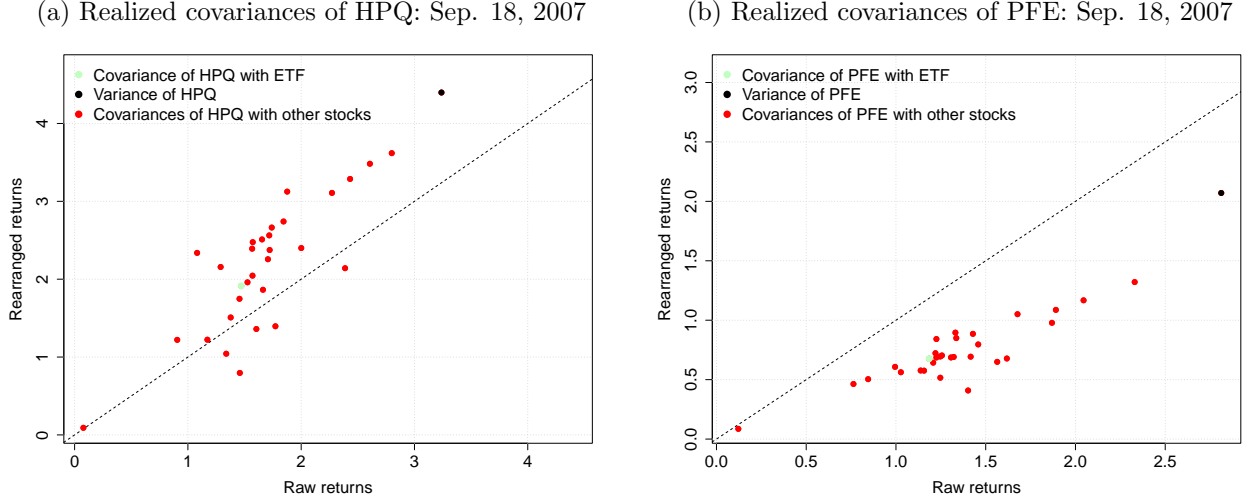 (a) Realized covariances of HPQ: Sep. 18, 2007
Covariance of HPQ with ETF
Variance of HPQ
Covariances of HPQ with other stocks
Rearranged returns
4
3
2
1
0
0 1 2 3 4
Raw returns
(b) Realized covariances of PFE: Sep. 18, 2007
Covariance of PFE with ETF
Variance of PFE
Covariances of PFE with other stocks
Rearranged returns
3.0
2.5
2.0
1.5
1.0
0.5
0.0
0.0 0.5 1.0 1.5 2.0 2.5
Raw returns